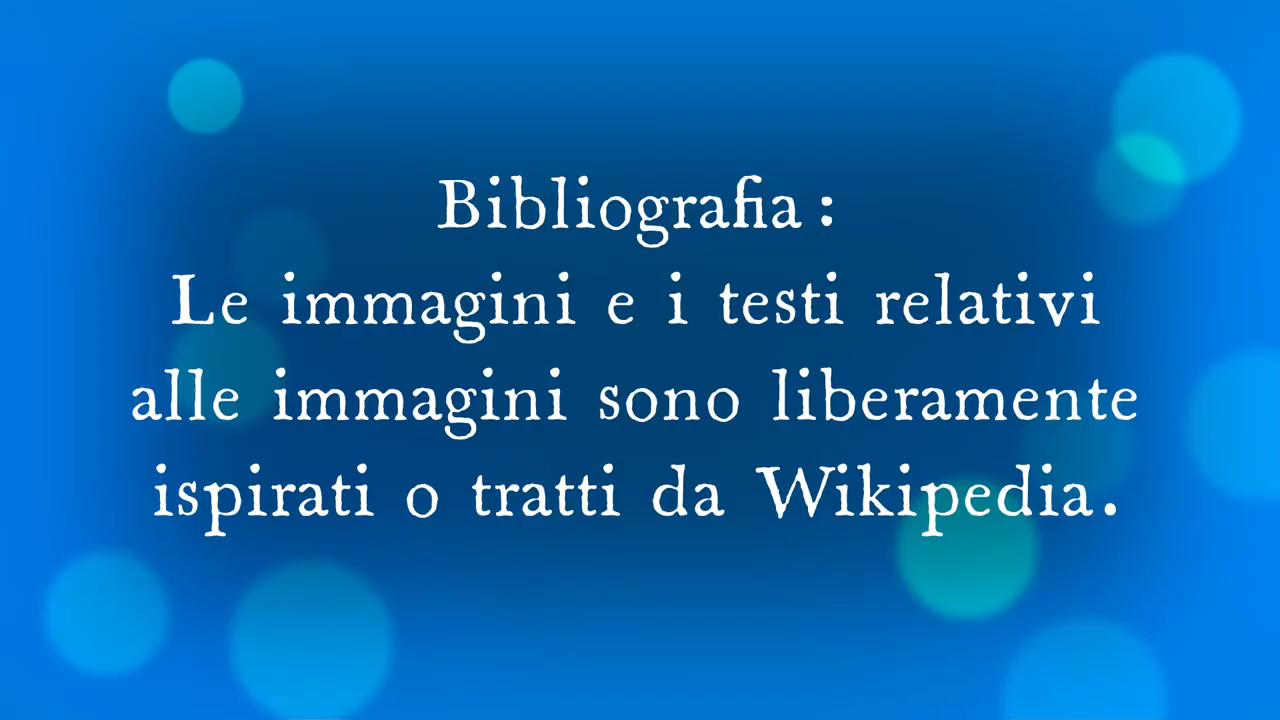 Bibliografia :
Le immagini e i testi relativi
alle immagini sono liberamente
ispirati o tratti da Wikipedia.